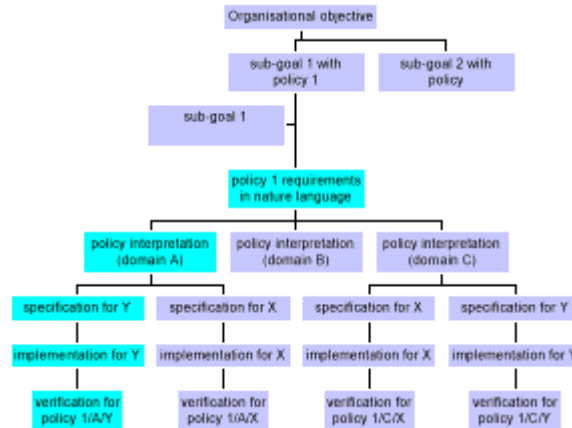 Organisational objective
sub-goal 1 with
policy 1
sub-goal 2 with
policy
sub-goal 1
policy 1 requirements
in nature language
policy interpretation
(domain A)
policy interpretation
(domain B)
policy interpretation
(domain C)
specification for Y
specification for X
specification for X
specification for Y
implementation for Y
implementation for X
implementation for X
implementation for Y
verification for
policy 1/A/Y
verification for
policy 1/A/X
verification for
policy 1/C/X
verification for
policy 1/C/Y